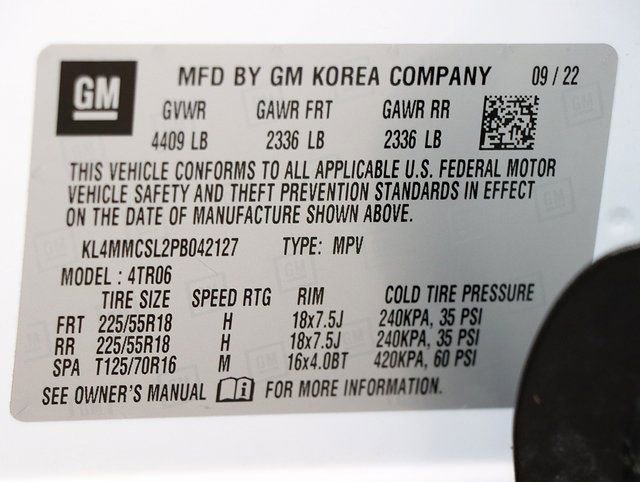 GM MFD BY GM KOREA COMPANY 09 / 22
GVWR GAWR FRT GAWR RR
4409 LB 2336 LB 2336 LB
THIS VEHICLE CONFORMS TO ALL APPLICABLE U.S. FEDERAL MOTOR
VEHICLE SAFETY AND THEFT PREVENTION STANDARDS IN EFFECT
ON THE DATE OF MANUFACTURE SHOWN ABOVE.
KL4MMCSL2PB042127 TYPE: MPV
MODEL : 4TR06
TIRE SIZE SPEED RTG RIM COLD TIRE PRESSURE
FRT 225/55R18 H 18x7.5J 240KPA, 35 PSI
RR 225/55R18 H 18x7.5J 240KPA, 35 PSI
SPA T125/70R16 M 16x4.0BT 420KPA, 60 PSI
SEE OWNER'S MANUAL i FOR MORE INFORMATION.